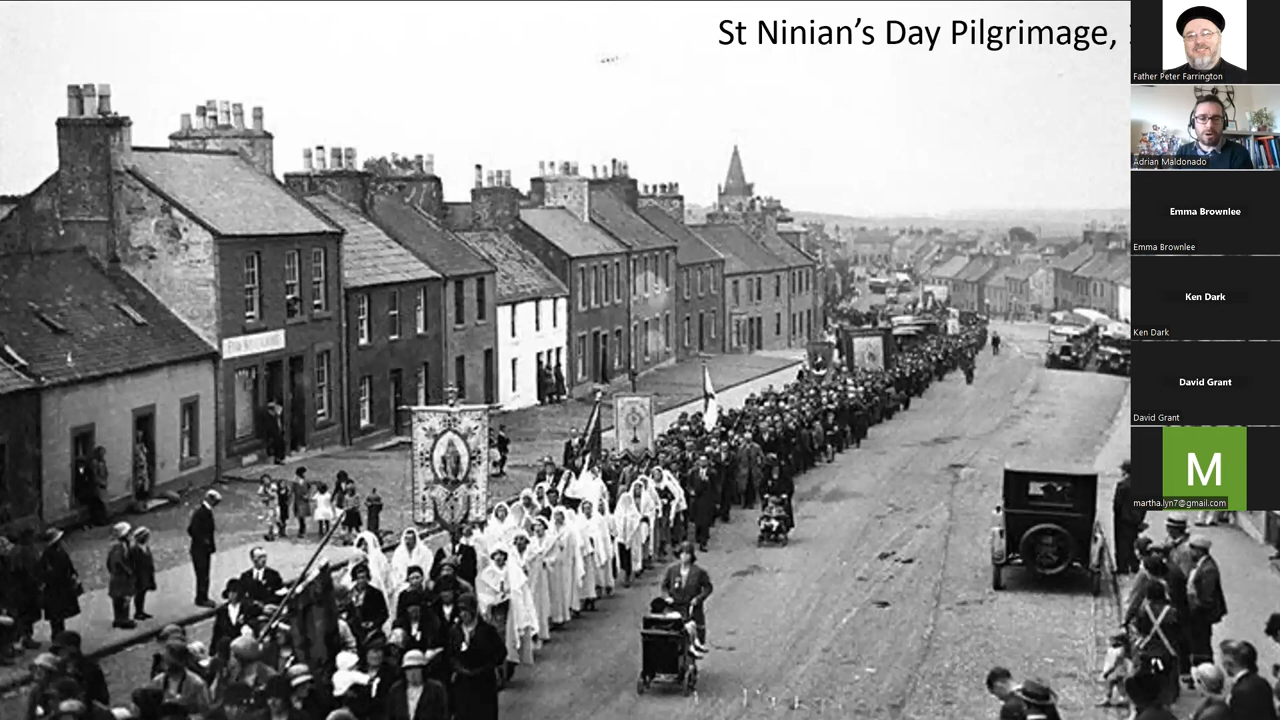 St Ninian's Day Pilgrimage,
Father Peter Farrington
Adrian Maldonado
Emma Brownlee
Emma Brownlee
Ken Dark
Ken Dark
David Grant
David Grant
M
martha.lyn7@gmail.com